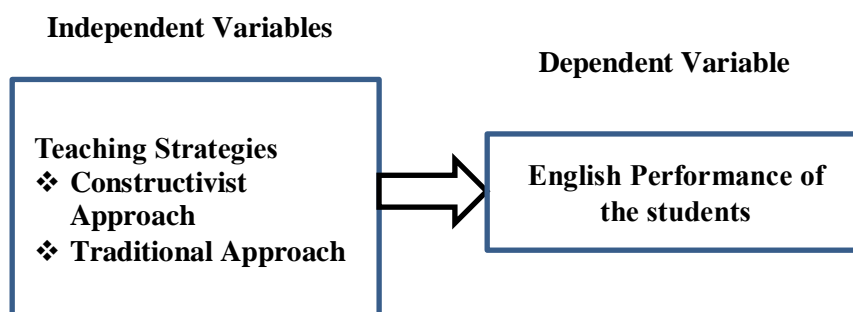 Independent Variables
Dependent Variable
Teaching Strategies
❖ Constructivist
Approach
❖ Traditional Approach
English Performance of
the students